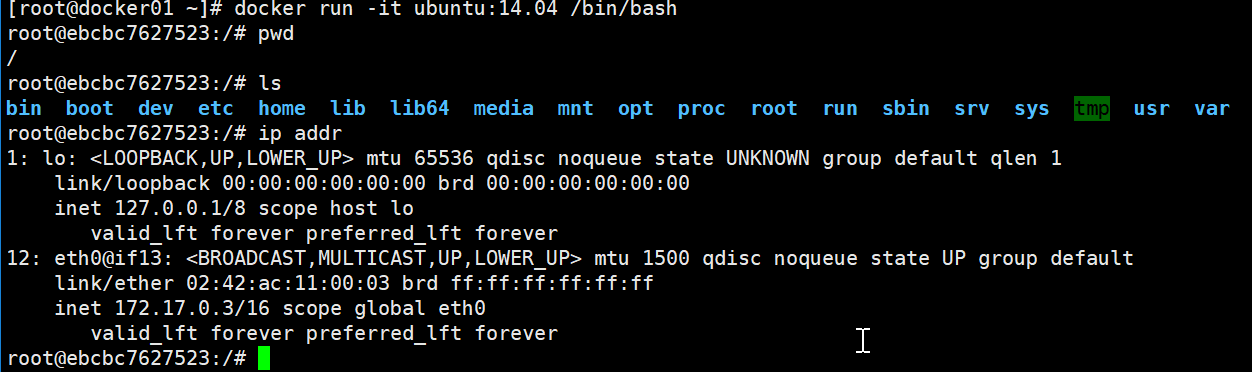 [root@docker01 ~]# docker run -it ubuntu:14.04 /bin/bash
root@ebcbc7627523:/# pwd
/
root@ebcbc7627523:/# ls
bin  boot  dev  etc  home  lib  lib64  media  mnt  opt  proc  root  run  sbin  srv  sys  tmp  usr  var
root@ebcbc7627523:/# ip addr
1: lo: <LOOPBACK,UP,LOWER_UP> mtu 65536 qdisc noqueue state UNKNOWN group default qlen 1
    link/loopback 00:00:00:00:00:00 brd 00:00:00:00:00:00
    inet 127.0.0.1/8 scope host lo
       valid_lft forever preferred_lft forever
12: eth0@if13: <BROADCAST,MULTICAST,UP,LOWER_UP> mtu 1500 qdisc noqueue state UP group default
    link/ether 02:42:ac:11:00:03 brd ff:ff:ff:ff:ff:ff
    inet 172.17.0.3/16 scope global eth0
       valid_lft forever preferred_lft forever
root@ebcbc7627523:/#